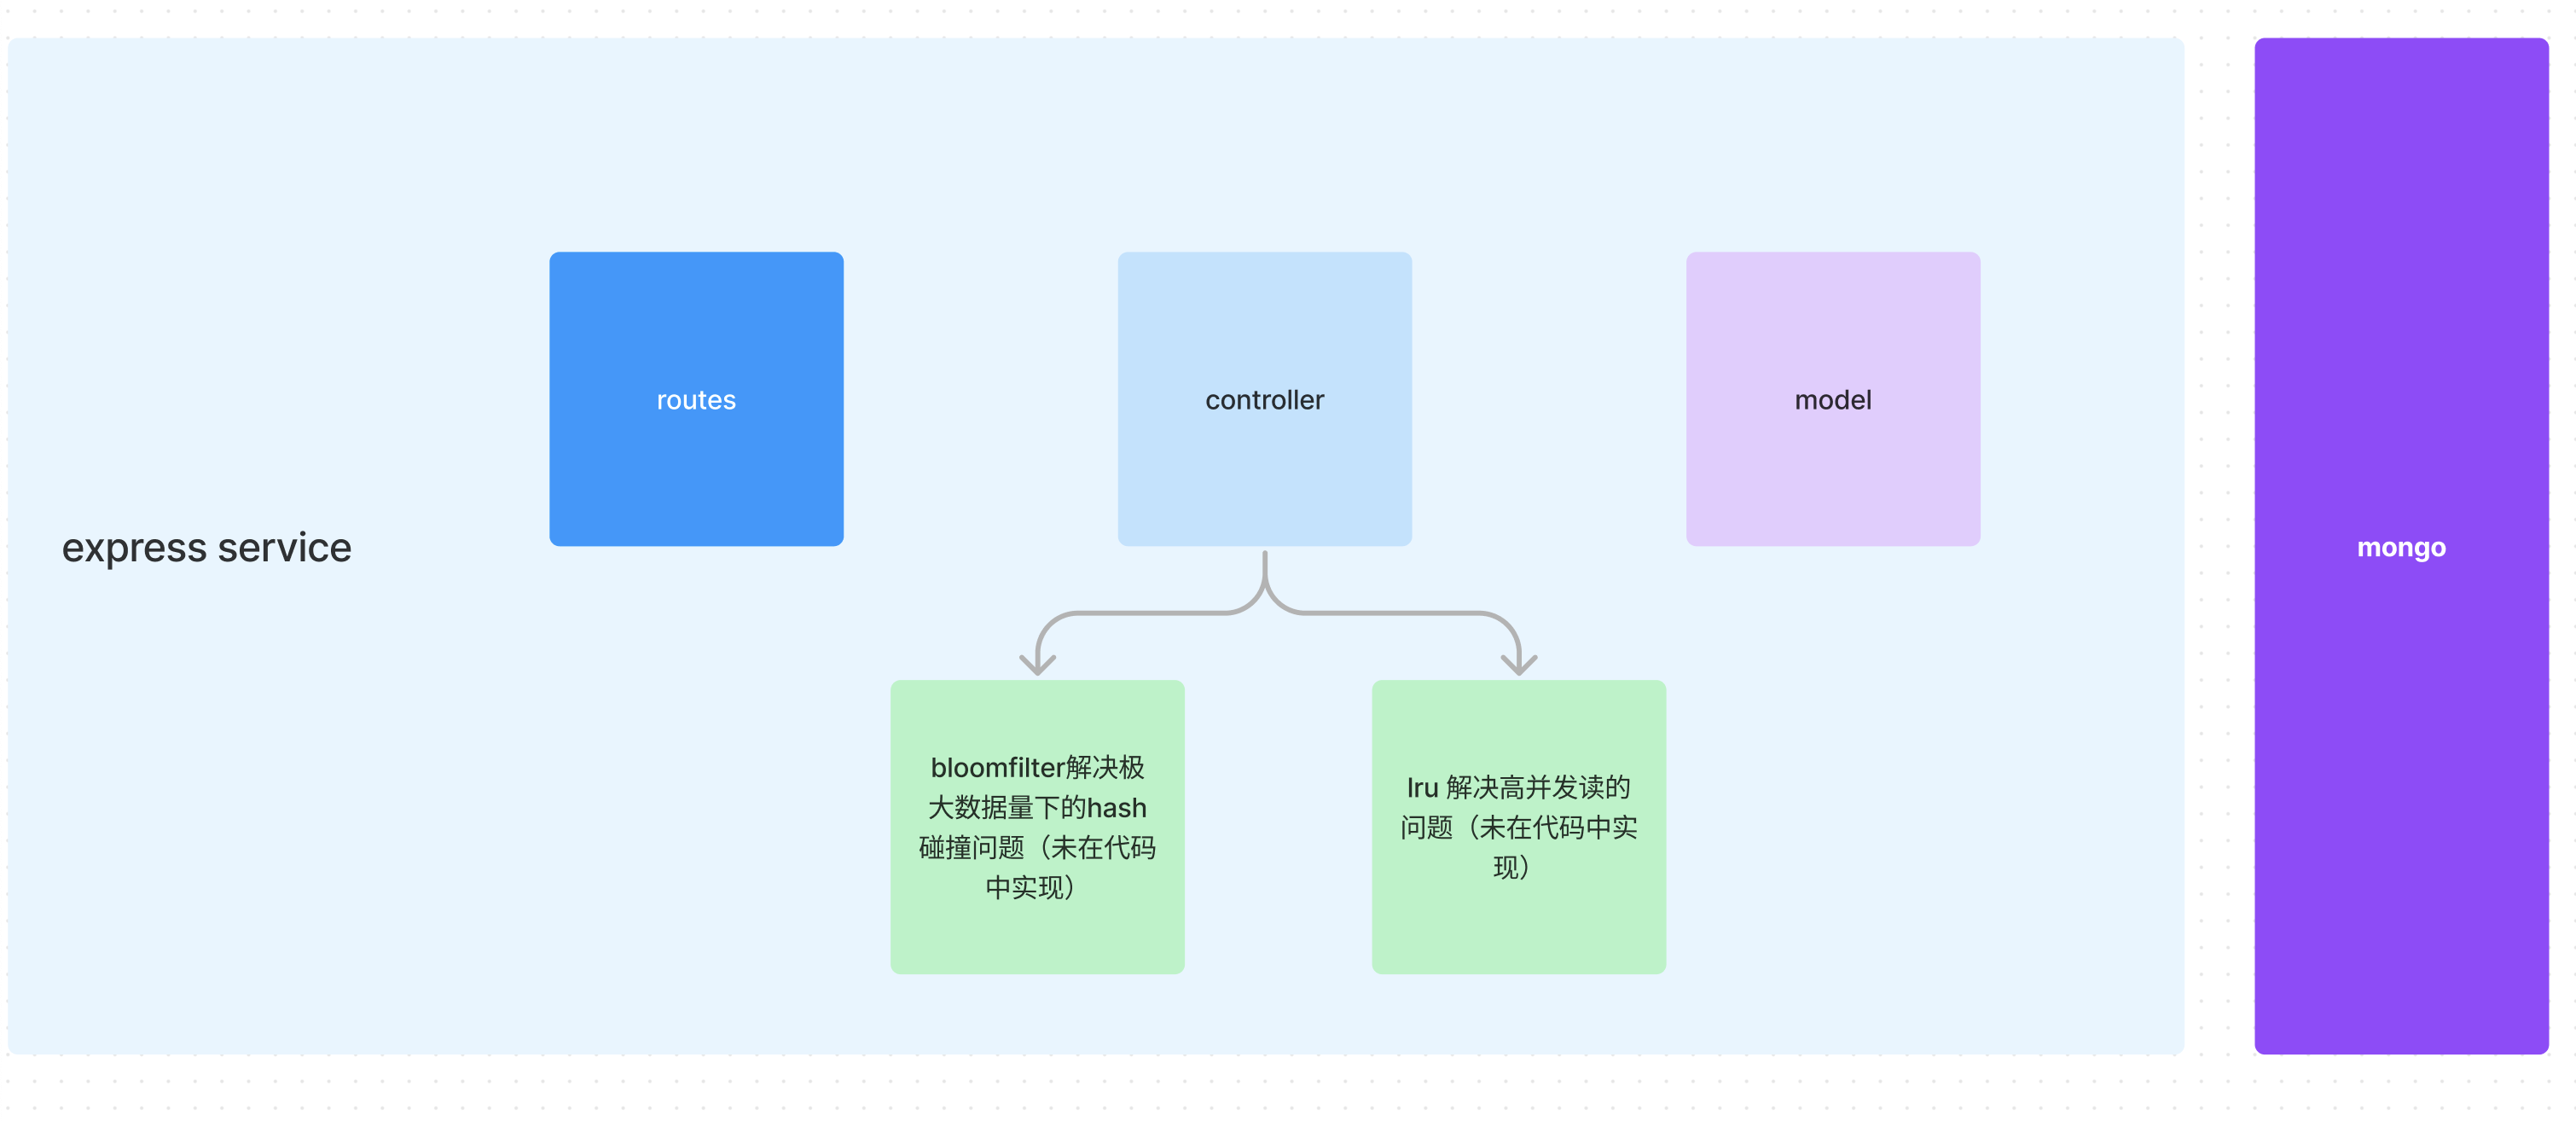 routes
controller
model
express service
mongo
bloomfilter解决极
大数据量下的hash
碰撞问题（未在代码
中实现）
lru 解决高并发读的
问题（未在代码中实
现）